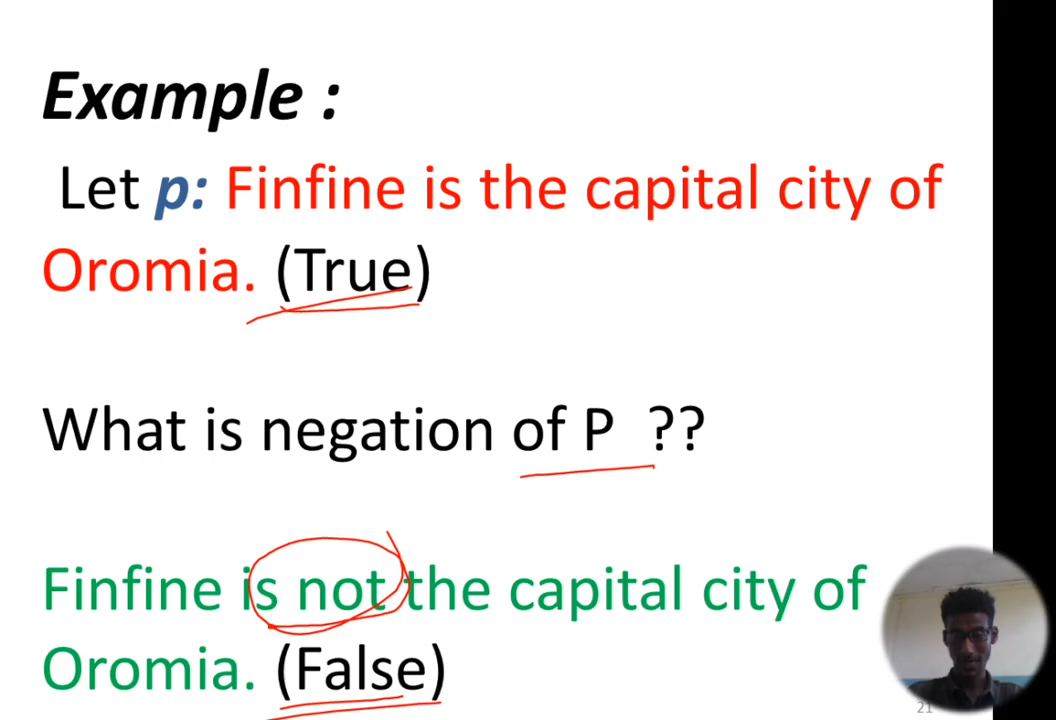 Example :
Let p: Finfine is the capital city of
Oromia. (True)
What is negation of P ??
Finfine is not the capital city of
Oromia. (False)
21